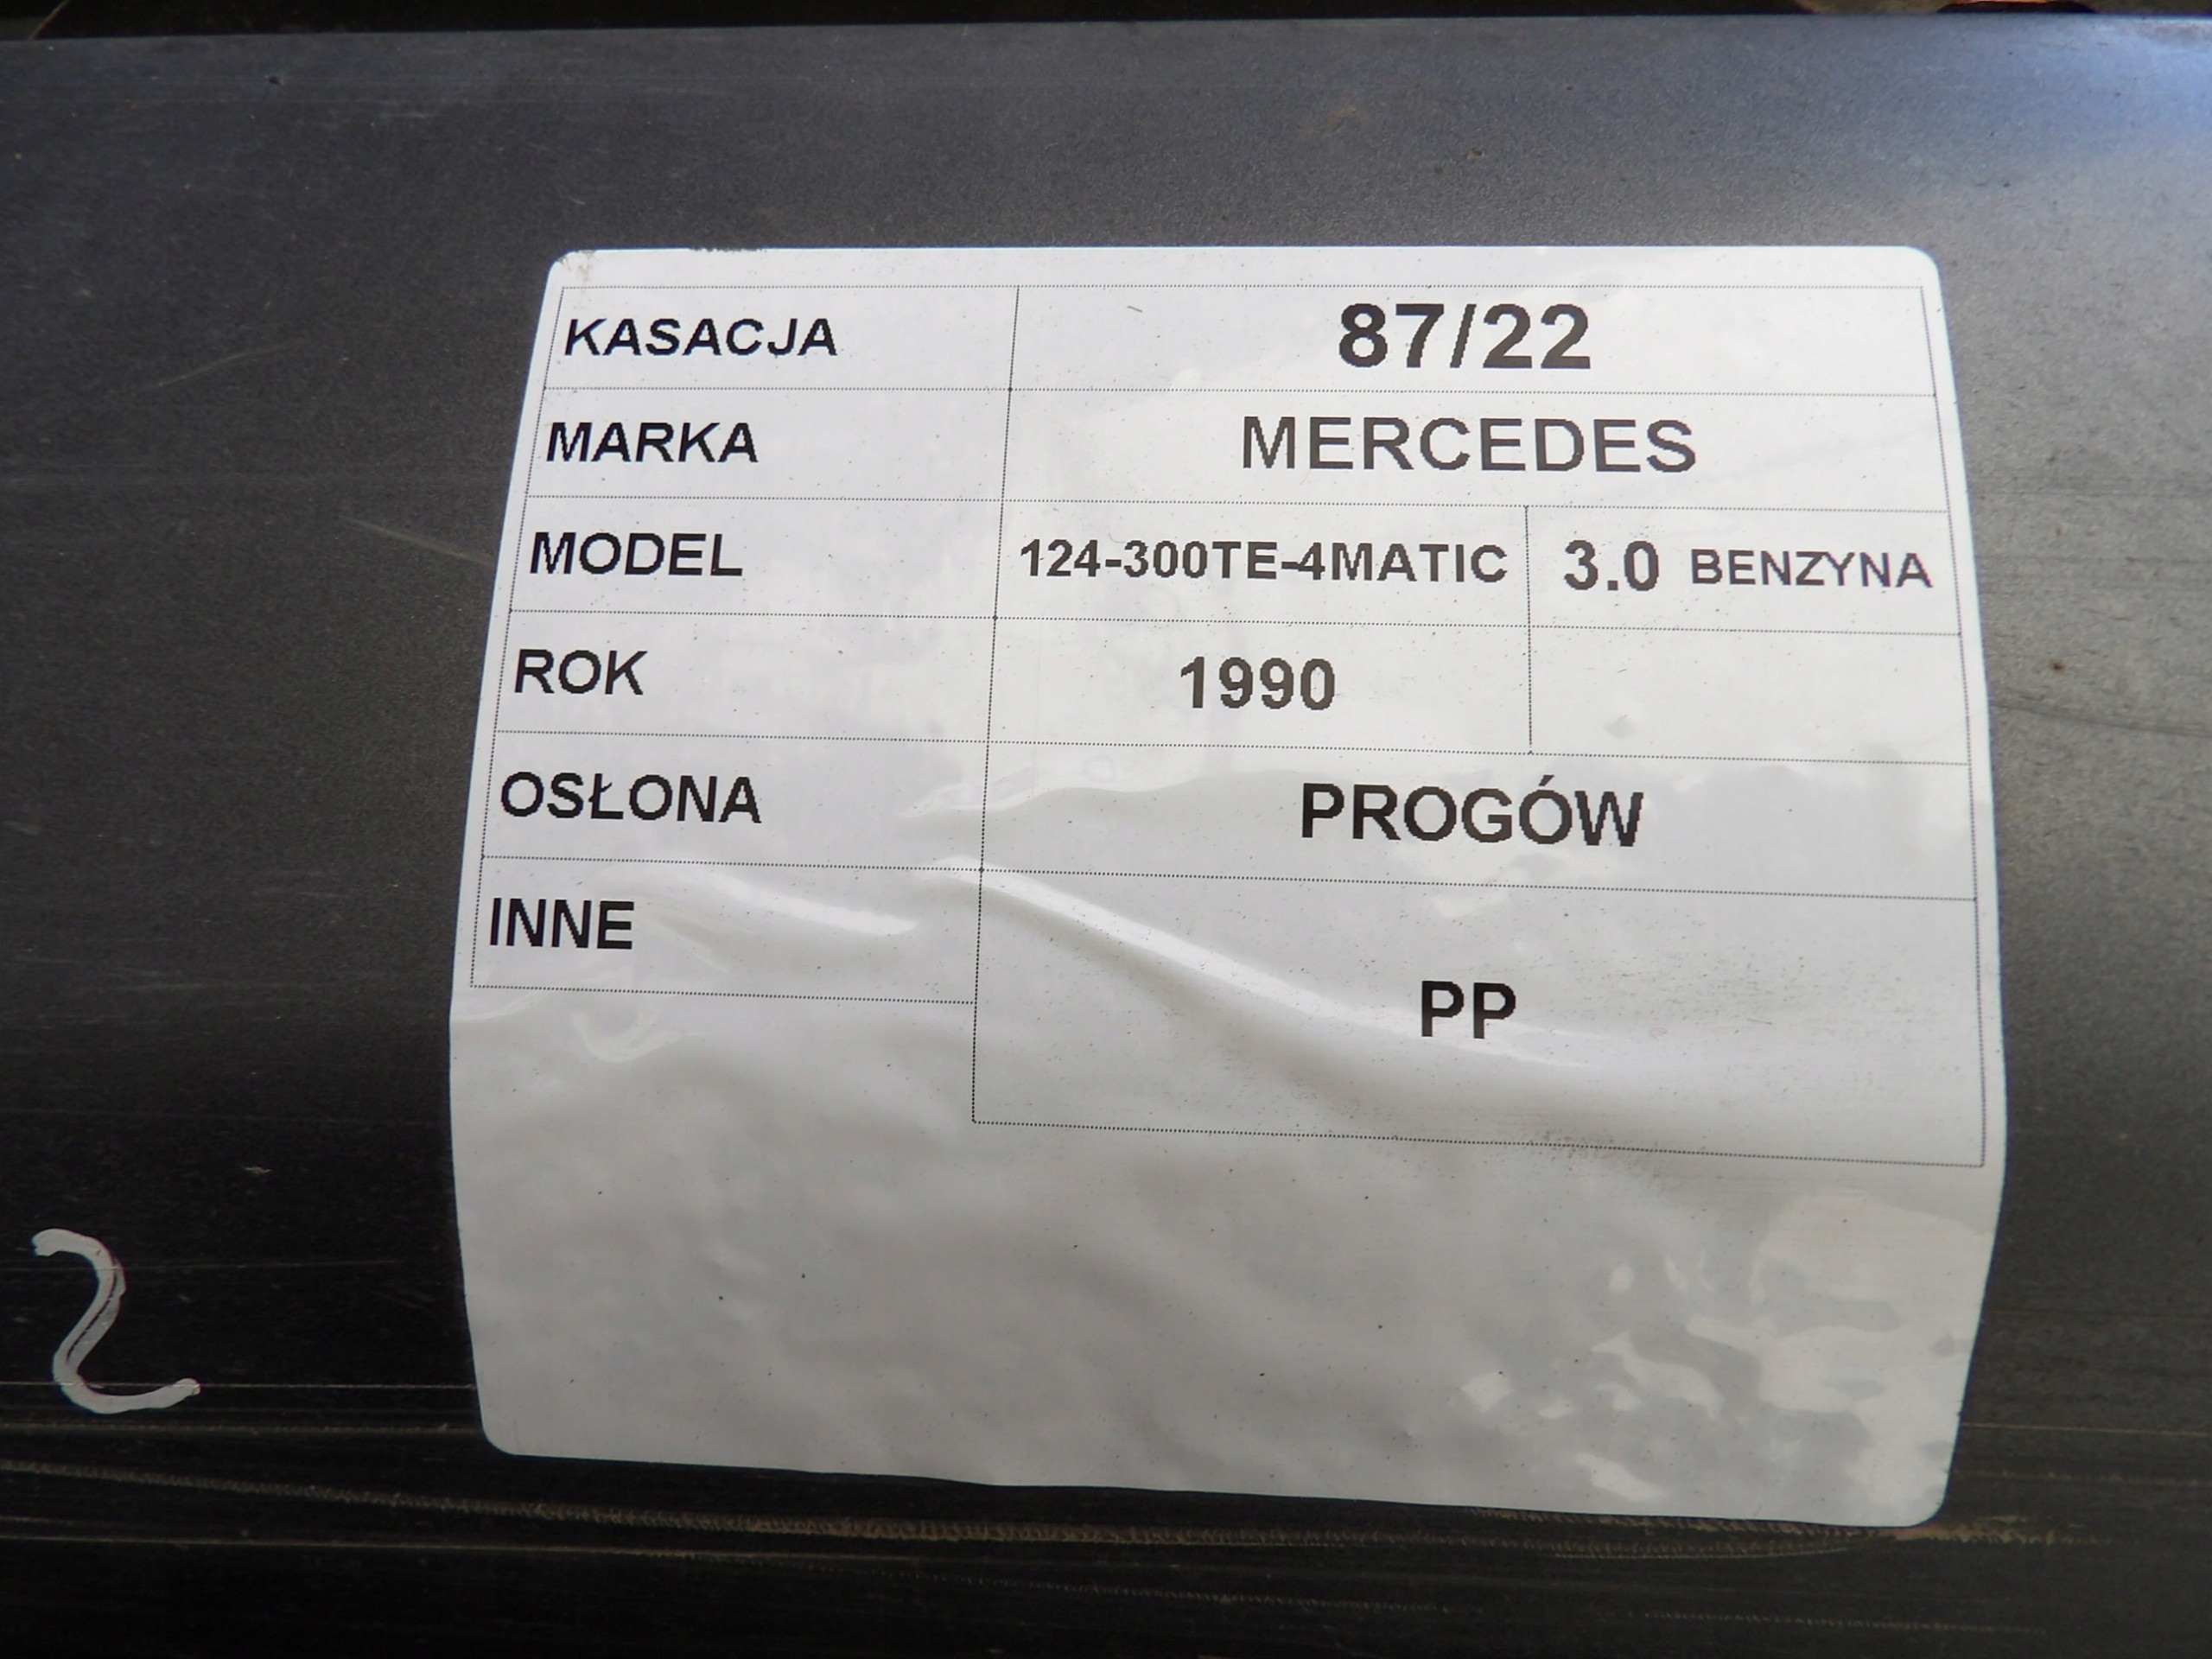 KASACJA 87/22
MARKA MERCEDES
MODEL 124-300TE-4MATIC 3.0 BENZYNA
ROK 1990
OSŁONA PROGÓW
INNE
PP
2